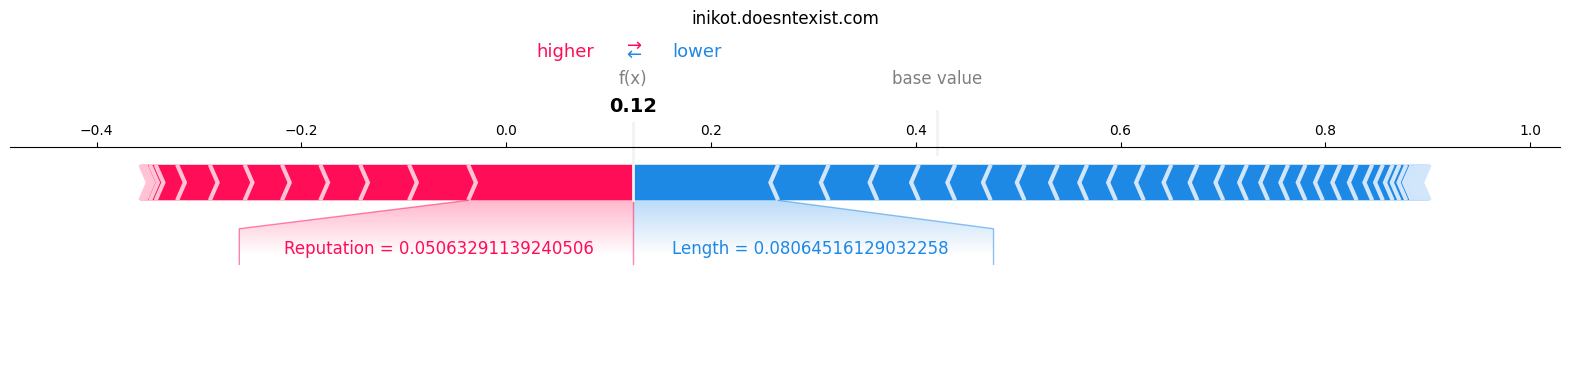 inikot.doesntexist.com
higher ⇄ lower
f(x) base value
0.12
−0.4 −0.2 0.0 0.2 0.4 0.6 0.8 1.0
Reputation = 0.05063291139240506 Length = 0.08064516129032258